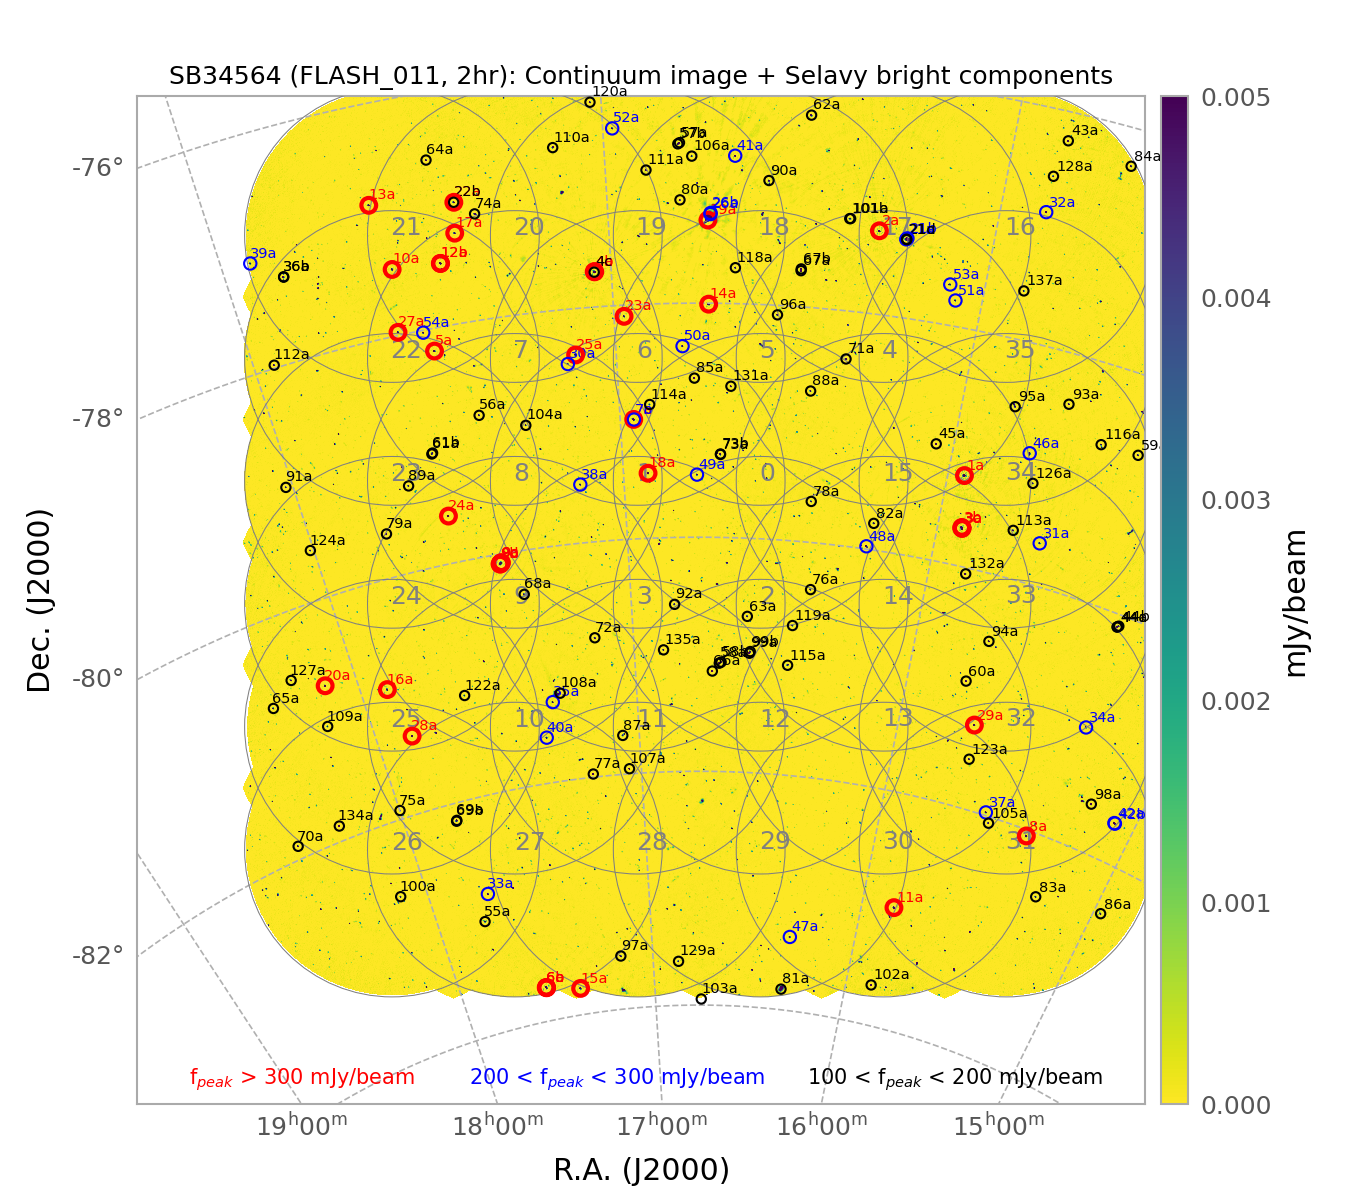 SB34564 (FLASH_011, 2hr): Continuum image + Selavy bright components
120a
62a
52a
43a
110a
57b
106a
41a
64a
84a
111a
128a
90a
80a
13a
22b
74a
32a
101b
2a
17a
21
20
19
18
17
16
39a
36b
10a
12b
4c
118a
67b
53a
51a
137a
14a
23a
96a
27a
54a
5a
25a
50a
22
7
6
5
4
35
71a
112a
85a
131a
88a
114a
56a
104a
7a
95a
93a
61b
73b
45a
46a
116a
59a
91a
89a
38a
18a
49a
1a
126a
23
8
0
15
34
78a
24a
79a
82a
3b
113a
124a
48a
31a
132a
68a
76a
24
9
3
2
14
33
92a
63a
119a
44b
72a
94a
135a
99b
115a
127a
20a
16a
122a
108a
60a
65a
109a
28a
25
10
11
12
13
32
40a
87a
29a
34a
123a
77a
107a
75a
69b
134a
70a
37a
105a
98a
42b
8a
26
27
28
29
30
31
100a
33a
55a
11a
83a
86a
47a
97a
129a
6b
15a
103a
81a
102a
f_peak > 300 mJy/beam
200 < f_peak < 300 mJy/beam
100 < f_peak < 200 mJy/beam
-76°
-78°
-80°
-82°
Dec. (J2000)
19h00m
18h00m
17h00m
16h00m
15h00m
R.A. (J2000)
0.005
0.004
0.003
0.002
0.001
0.000
mJy/beam